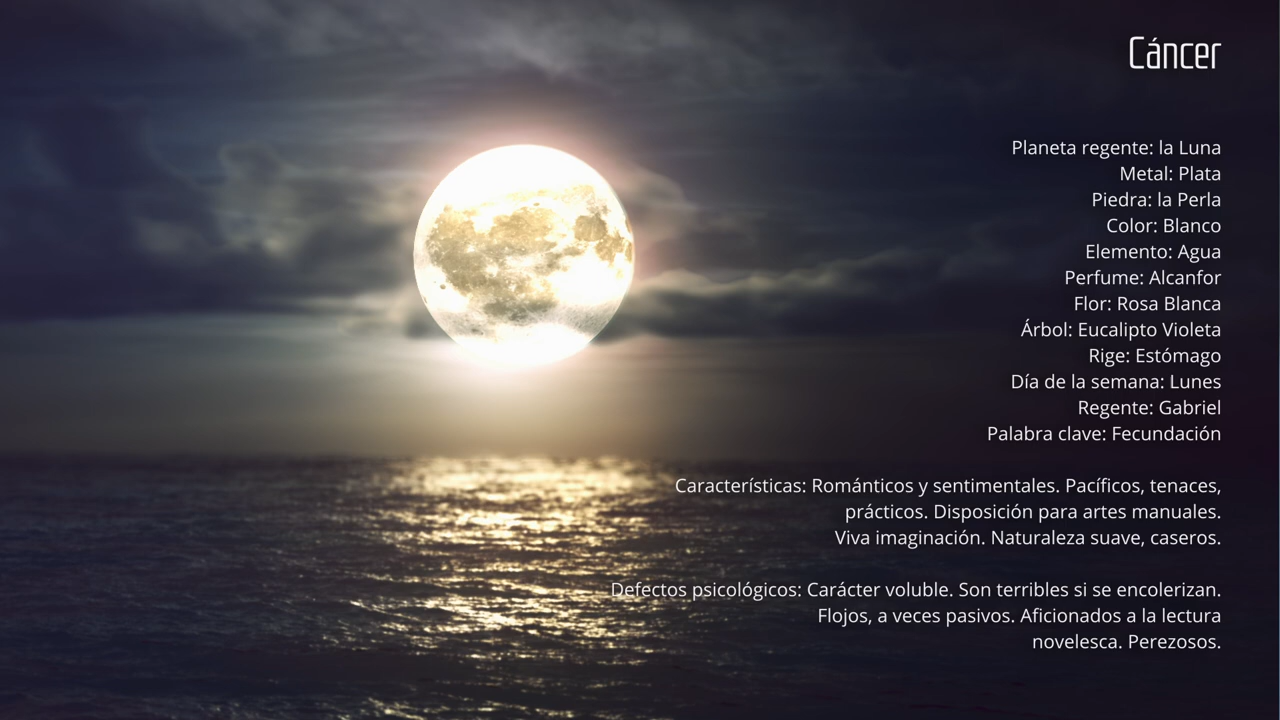 Cáncer
Planeta regente: la Luna
Metal: Plata
Piedra: la Perla
Color: Blanco
Elemento: Agua
Perfume: Alcanfor
Flor: Rosa Blanca
Árbol: Eucalipto Violeta
Rige: Estómago
Día de la semana: Lunes
Regente: Gabriel
Palabra clave: Fecundación
Características: Románticos y sentimentales. Pacíficos, tenaces,
prácticos. Disposición para artes manuales.
Viva imaginación. Naturaleza suave, caseros.
Defectos psicológicos: Carácter voluble. Son terribles si se encolerizan.
Flojos, a veces pasivos. Aficionados a la lectura
novelesca. Perezosos.